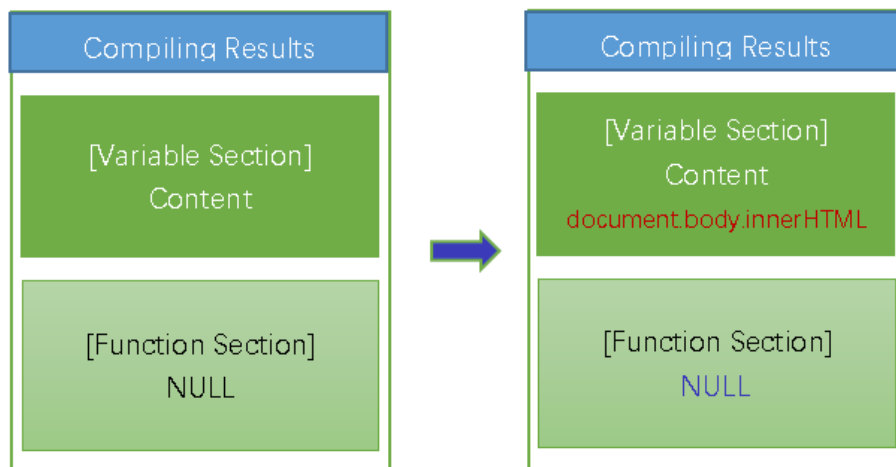 Compiling Results
[Variable Section]
Content
[Function Section]
NULL
Compiling Results
[Variable Section]
Content
document.body.innerHTML
[Function Section]
NULL